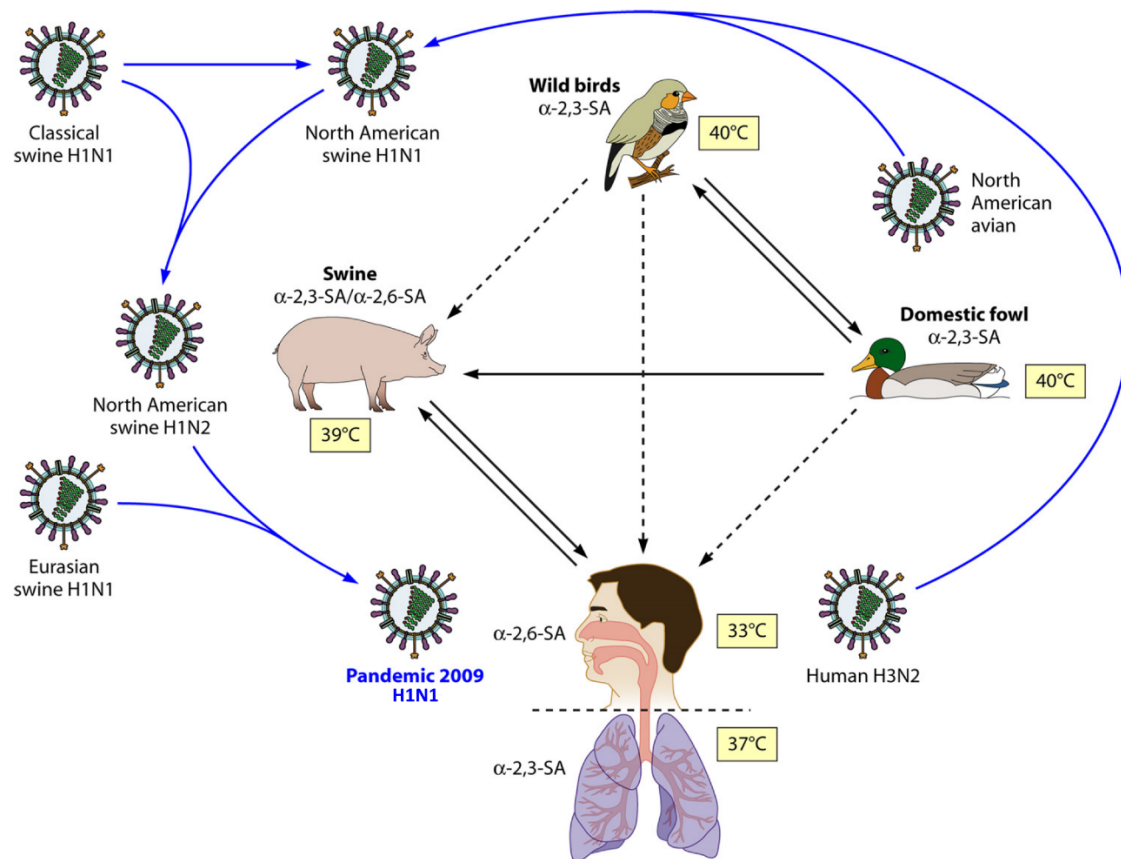 Classical
swine H1N1
North American
swine H1N1
Wild birds
α-2,3-SA
40°C
North
American
avian
Swine
α-2,3-SA/α-2,6-SA
39°C
Domestic fowl
α-2,3-SA
40°C
North American
swine H1N2
Eurasian
swine H1N1
Pandemic 2009
H1N1
α-2,6-SA
33°C
Human H3N2
α-2,3-SA
37°C